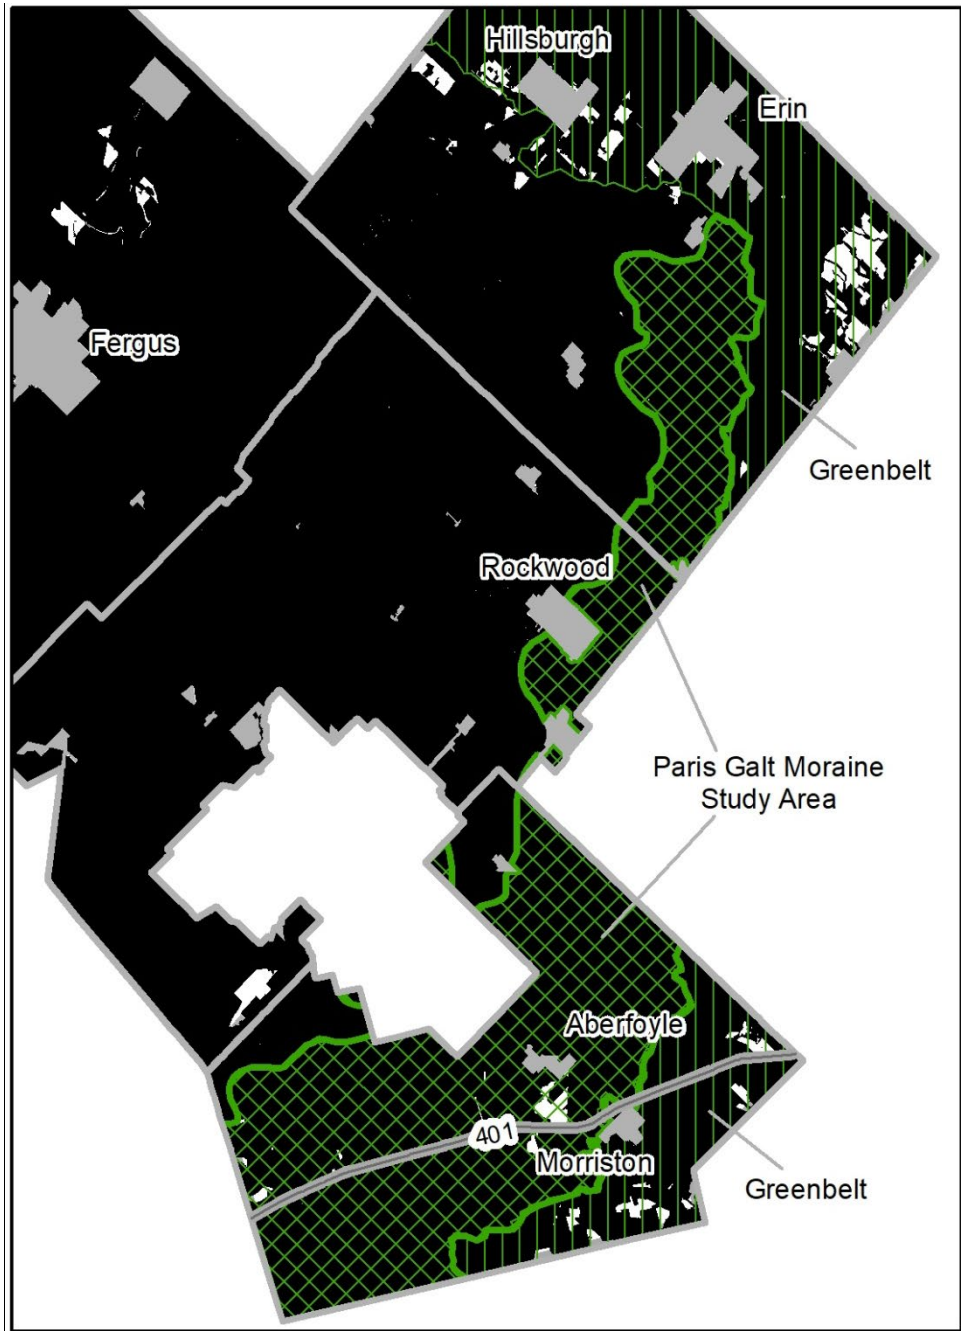 Hillsburgh
Erin
Fergus
Greenbelt
Rockwood
Paris Galt Moraine
Study Area
Aberfoyle
401
Morriston
Greenbelt